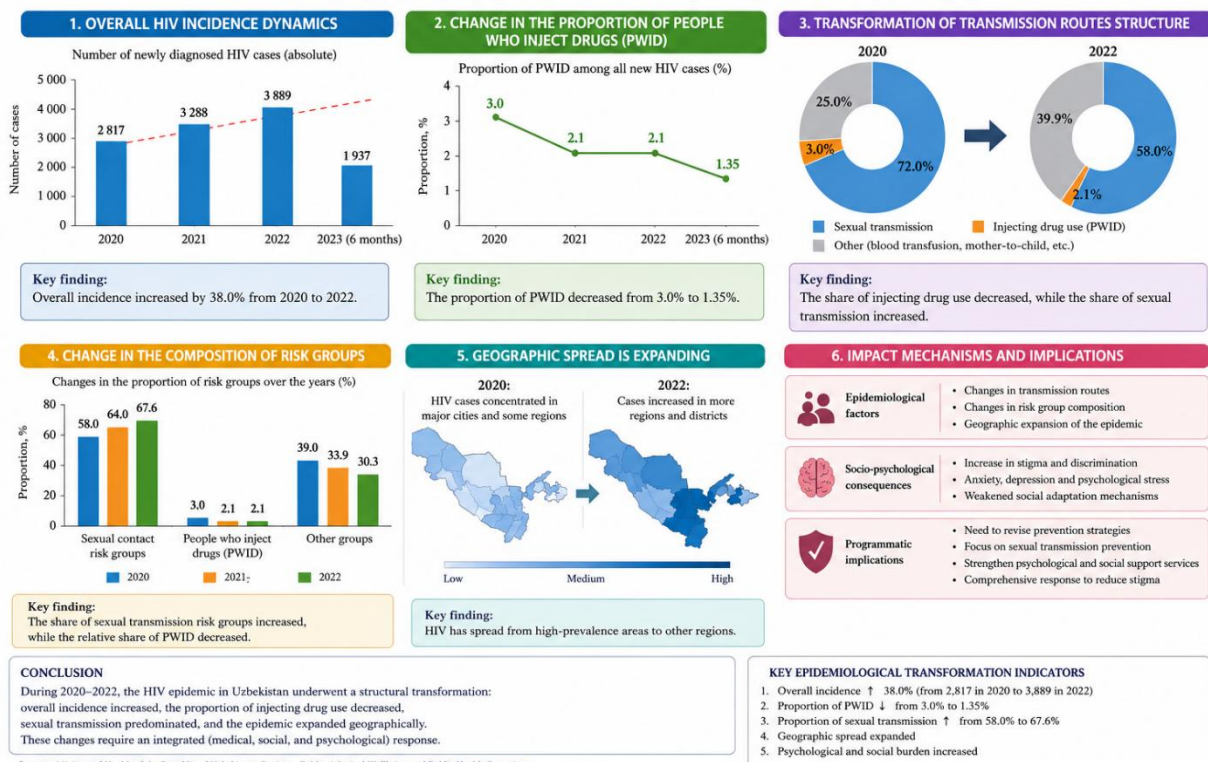 1. OVERALL HIV INCIDENCE DYNAMICS
Number of newly diagnosed HIV cases (absolute)
Number of cases
5 000
4 000
3 000
2 000
1 000
0
2 817
3 288
3 889
1 937
2020
2021
2022
2023 (6 months)
Key finding:
Overall incidence increased by 38.0% from 2020 to 2022.
2. CHANGE IN THE PROPORTION OF PEOPLE
WHO INJECT DRUGS (PWID)
Proportion of PWID among all new HIV cases (%)
Proportion, %
4
3
2
1
0
3.0
2.1
2.1
1.35
2020
2021
2022
2023 (6 months)
Key finding:
The proportion of PWID decreased from 3.0% to 1.35%.
3. TRANSFORMATION OF TRANSMISSION ROUTES STRUCTURE
2020
25.0%
3.0%
72.0%
2022
39.9%
58.0%
2.1%
Sexual transmission
Injecting drug use (PWID)
Other (blood transfusion, mother-to-child, etc.)
Key finding:
The share of injecting drug use decreased, while the share of sexual
transmission increased.
4. CHANGE IN THE COMPOSITION OF RISK GROUPS
Changes in the proportion of risk groups over the years (%)
Proportion, %
80
60
40
20
0
58.0
64.0
67.6
3.0
2.1
2.1
39.0
33.9
30.3
Sexual contact
risk groups
People who inject
drugs (PWID)
Other groups
2020
2021;
2022
Key finding:
The share of sexual transmission risk groups increased,
while the relative share of PWID decreased.
5. GEOGRAPHIC SPREAD IS EXPANDING
2020:
HIV cases concentrated in
major cities and some regions
2022:
Cases increased in more
regions and districts
Low
Medium
High
Key finding:
HIV has spread from high-prevalence areas to other regions.
6. IMPACT MECHANISMS AND IMPLICATIONS
Epidemiological
factors
• Changes in transmission routes
• Changes in risk group composition
• Geographic expansion of the epidemic
Socio-psychological
consequences
• Increase in stigma and discrimination
• Anxiety, depression and psychological stress
• Weakened social adaptation mechanisms
Programmatic
implications
• Need to revise prevention strategies
• Focus on sexual transmission prevention
• Strengthen psychological and social support services
• Comprehensive response to reduce stigma
CONCLUSION
During 2020–2022, the HIV epidemic in Uzbekistan underwent a structural transformation:
overall incidence increased, the proportion of injecting drug use decreased,
sexual transmission predominated, and the epidemic expanded geographically.
These changes require an integrated (medical, social, and psychological) response.
KEY EPIDEMIOLOGICAL TRANSFORMATION INDICATORS
1. Overall incidence ↑ 38.0% (from 2,817 in 2020 to 3,889 in 2022)
2. Proportion of PWID ↓ from 3.0% to 1.35%
3. Proportion of sexual transmission ↑ from 58.0% to 67.6%
4. Geographic spread expanded
5. Psychological and social burden increased